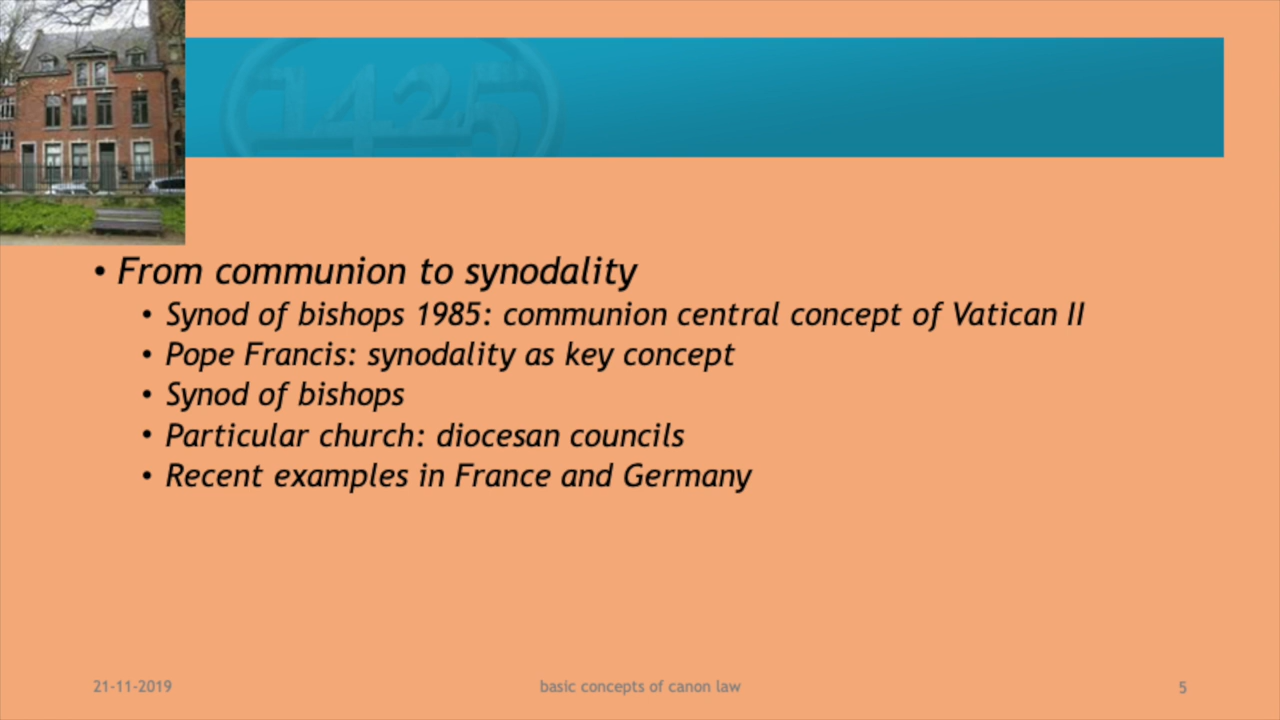 1425
• From communion to synodality
• Synod of bishops 1985: communion central concept of Vatican II
• Pope Francis: synodality as key concept
• Synod of bishops
• Particular church: diocesan councils
• Recent examples in France and Germany
21-11-2019 basic concepts of canon law 5